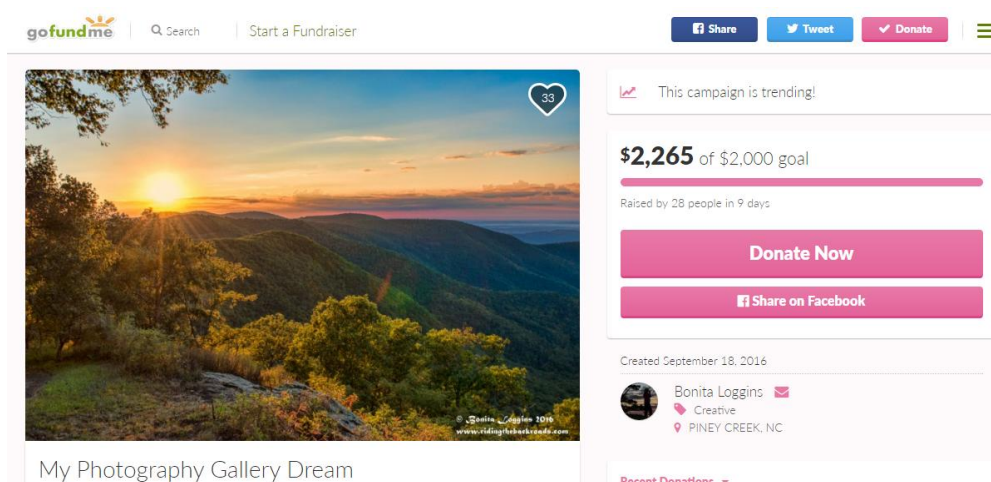 gofundme
Search
Start a Fundraiser
Share
Tweet
Donate
33
© Bonita Loggins 2016
www.ridingthebackroads.com
My Photography Gallery Dream
This campaign is trending!
$2,265 of $2,000 goal
Raised by 28 people in 9 days
Donate Now
Share on Facebook
Created September 18, 2016
Bonita Loggins
Creative
PINEY CREEK, NC
Recent Donations